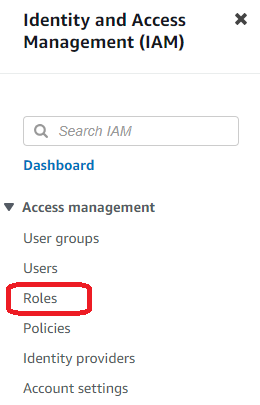 Identity and Access
Management (IAM)
Search IAM
Dashboard
Access management
User groups
Users
Roles
Policies
Identity providers
Account settings